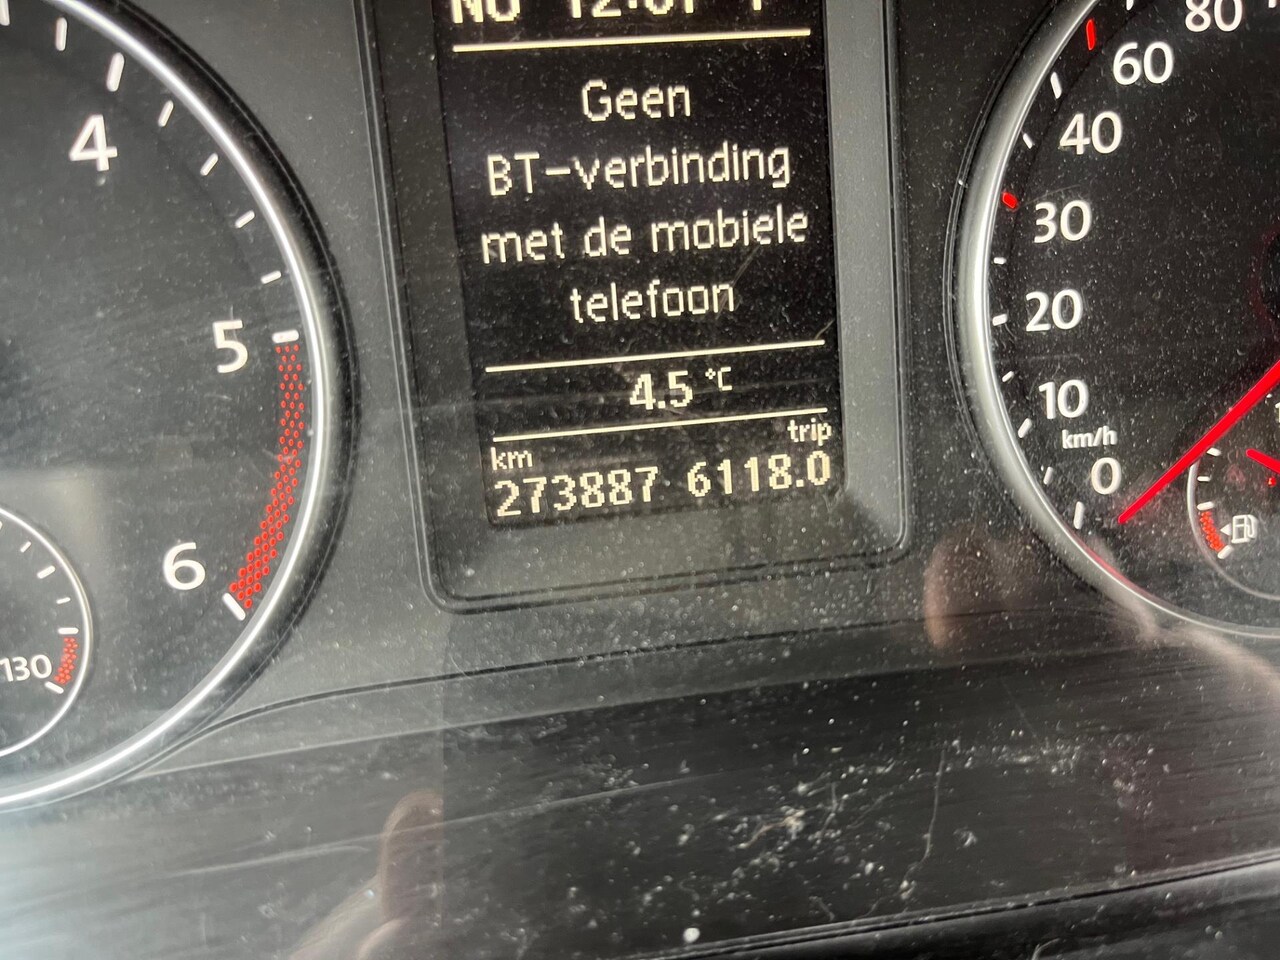 80
60
4
Geen
40
BT-verbinding
30
met de mobiele
telefoon
20
5
4.5 °C
10
km trip
km/h
273887 6118.0
0
6
130